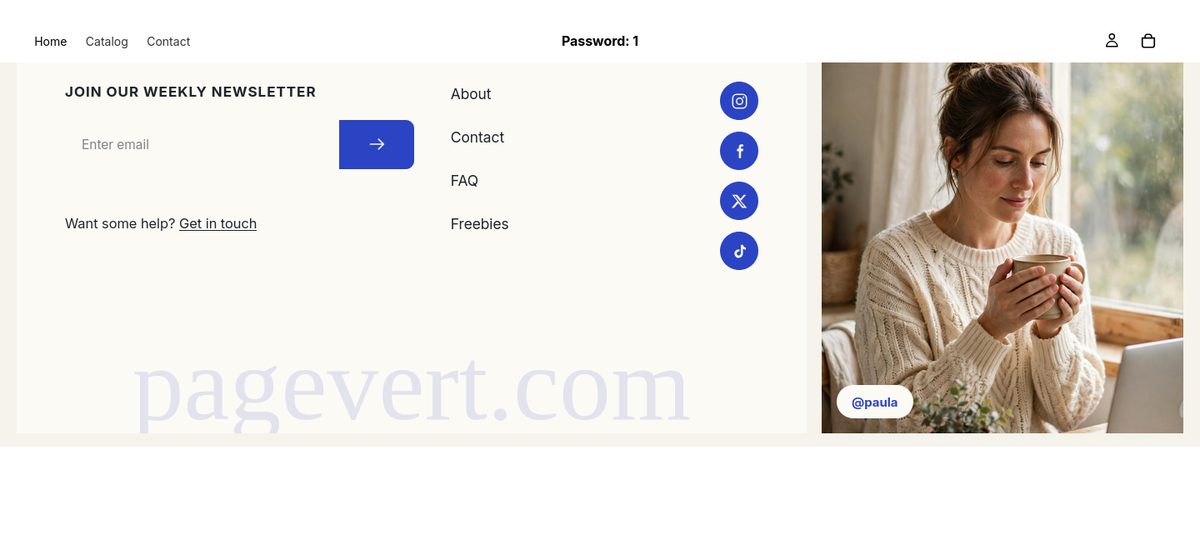 Home Catalog Contact
Password: 1
JOIN OUR WEEKLY NEWSLETTER
Enter email
Want some help? Get in touch
About
Contact
FAQ
Freebies
pagevert.com
@paula